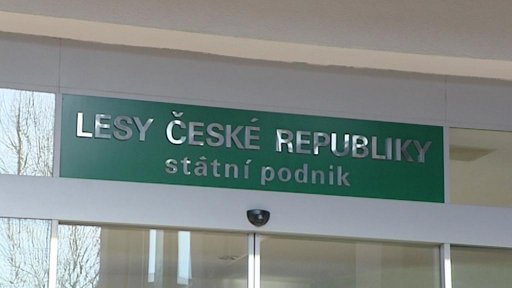 LESY ČESKÉ REPUBLIKY
státní podnik